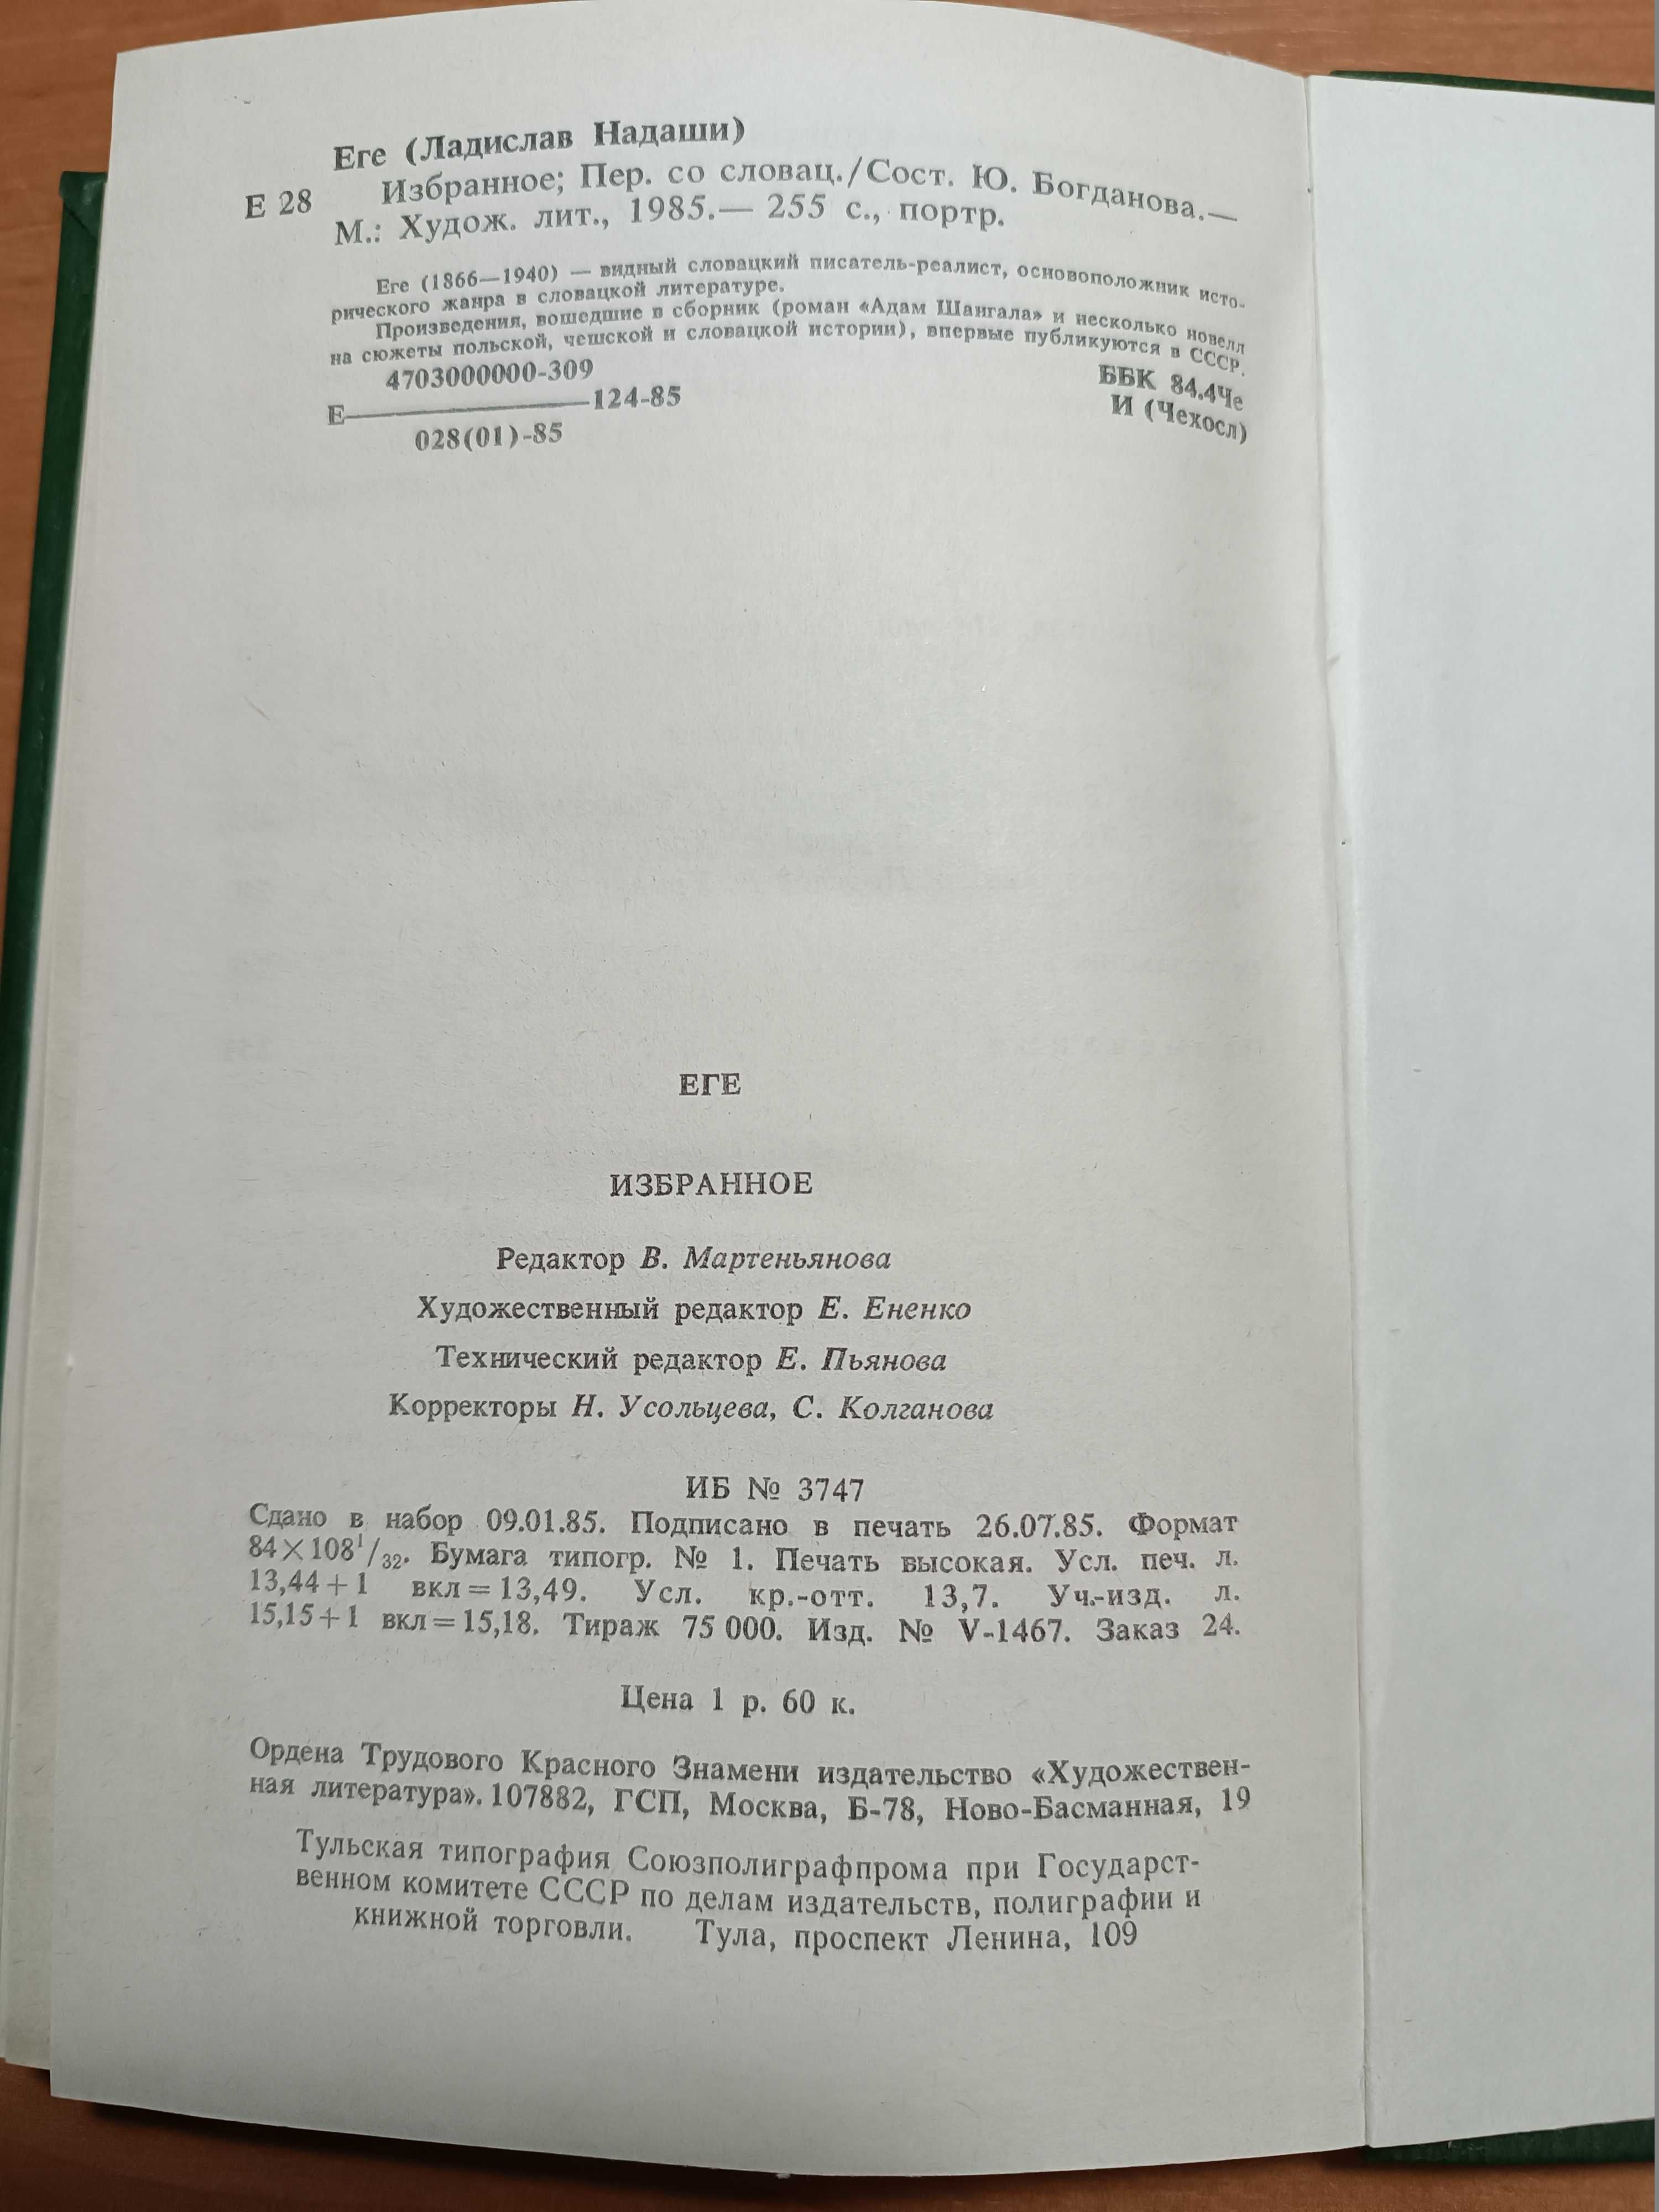 Еге (Ладислав Надаши)
Е 28 Избранное; Пер. со словац./Сост. Ю. Богданова.—
М.: Худож. лит., 1985.— 255 с., портр.
Еге (1866—1940) — видный словацкий писатель-реалист, основоположник исто-
рического жанра в словацкой литературе.
Произведения, вошедшие в сборник (роман «Адам Шангала» и несколько новелл
на сюжеты польской, чешской и словацкой истории), впервые публикуются в СССР.
4703000000-309
Е 124-85
028(01)-85
ББК 84.4Че
И (Чехосл)
ЕГЕ
ИЗБРАННОЕ
Редактор В. Мартеньянова
Художественный редактор Е. Ененко
Технический редактор Е. Пьянова
Корректоры Н. Усольцева, С. Колганова
ИБ № 3747
Сдано в набор 09.01.85. Подписано в печать 26.07.85. Формат
84×108¹/₃₂. Бумага типогр. № 1. Печать высокая. Усл. печ. л.
13,44+1 вкл=13,49. Усл. кр.-отт. 13,7. Уч.-изд. л.
15,15+1 вкл=15,18. Тираж 75 000. Изд. № V-1467. Заказ 24.
Цена 1 р. 60 к.
Ордена Трудового Красного Знамени издательство «Художествен-
ная литература». 107882, ГСП, Москва, Б-78, Ново-Басманная, 19
Тульская типография Союзполиграфпрома при Государст-
венном комитете СССР по делам издательств, полиграфии и
книжной торговли. Тула, проспект Ленина, 109